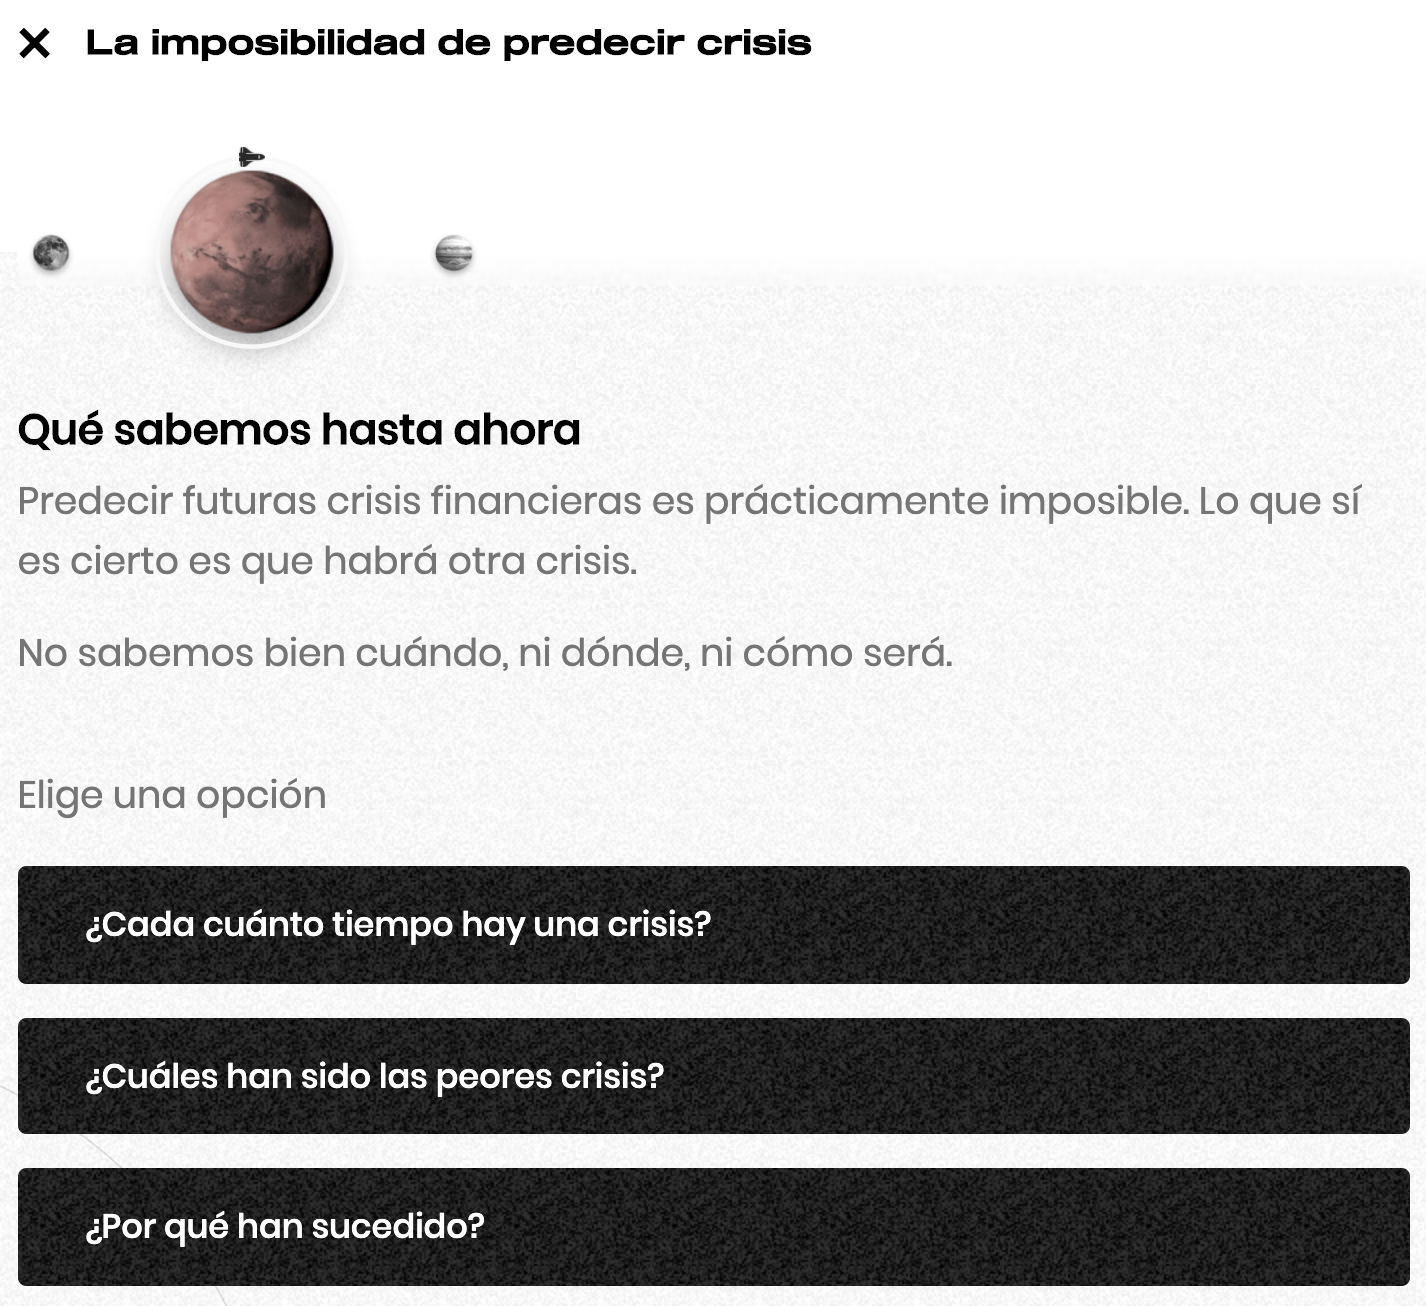 La imposibilidad de predecir crisis
Qué sabemos hasta ahora
Predecir futuras crisis financieras es prácticamente imposible. Lo que sí
es cierto es que habrá otra crisis.
No sabemos bien cuándo, ni dónde, ni cómo será.
Elige una opción
¿Cada cuánto tiempo hay una crisis?
¿Cuáles han sido las peores crisis?
¿Por qué han sucedido?